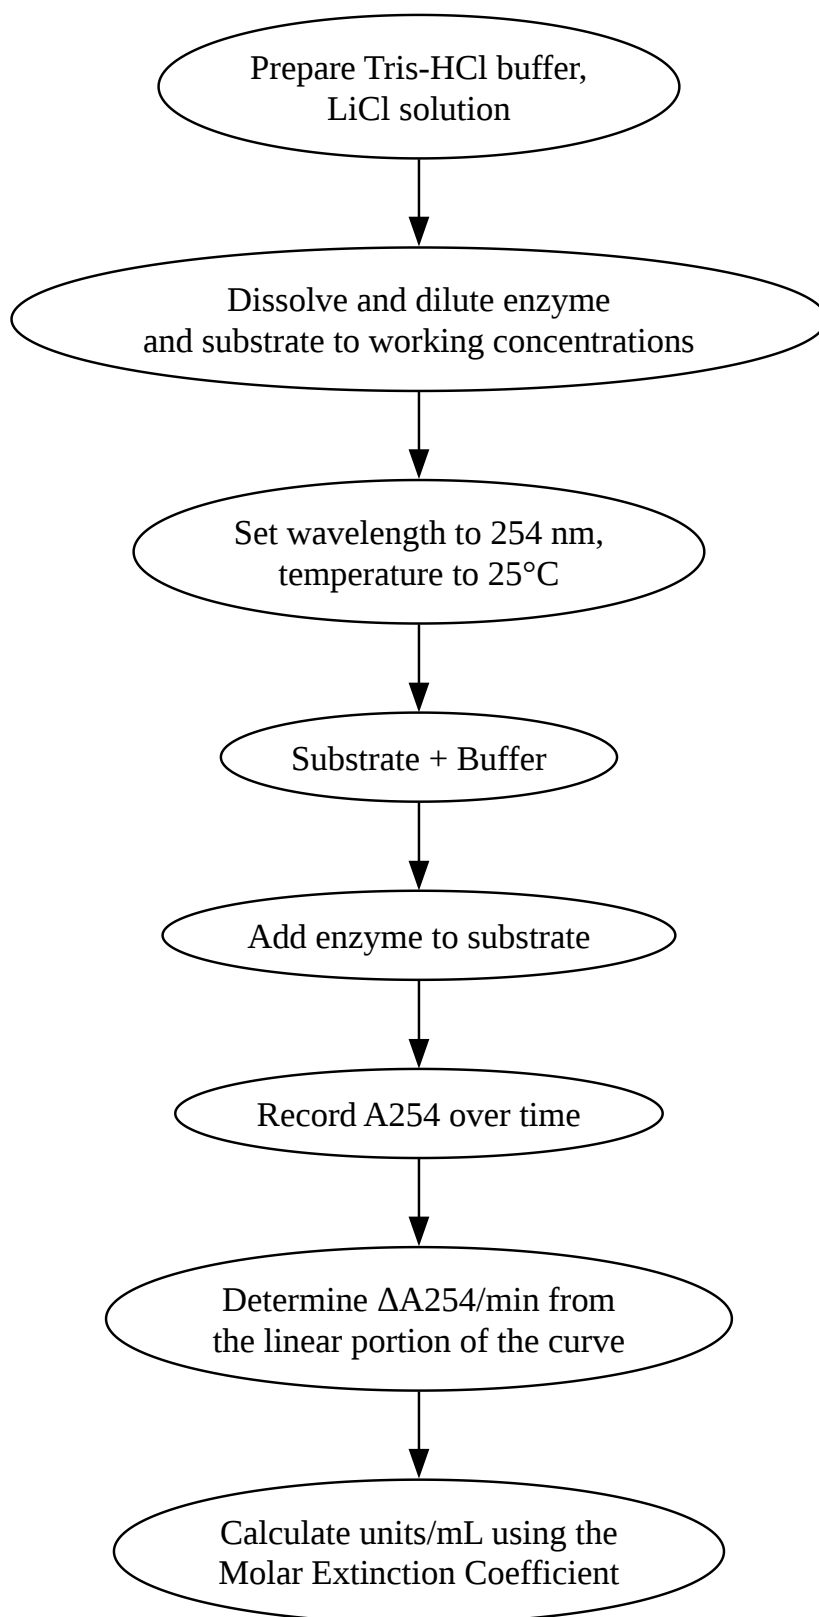 Prepare Tris-HCl buffer,
LiCl solution
Dissolve and dilute enzyme
and substrate to working concentrations
Set wavelength to 254 nm,
temperature to 25°C
Substrate + Buffer
Add enzyme to substrate
Record A254 over time
Determine ΔA254/min from
the linear portion of the curve
Calculate units/mL using the
Molar Extinction Coefficient